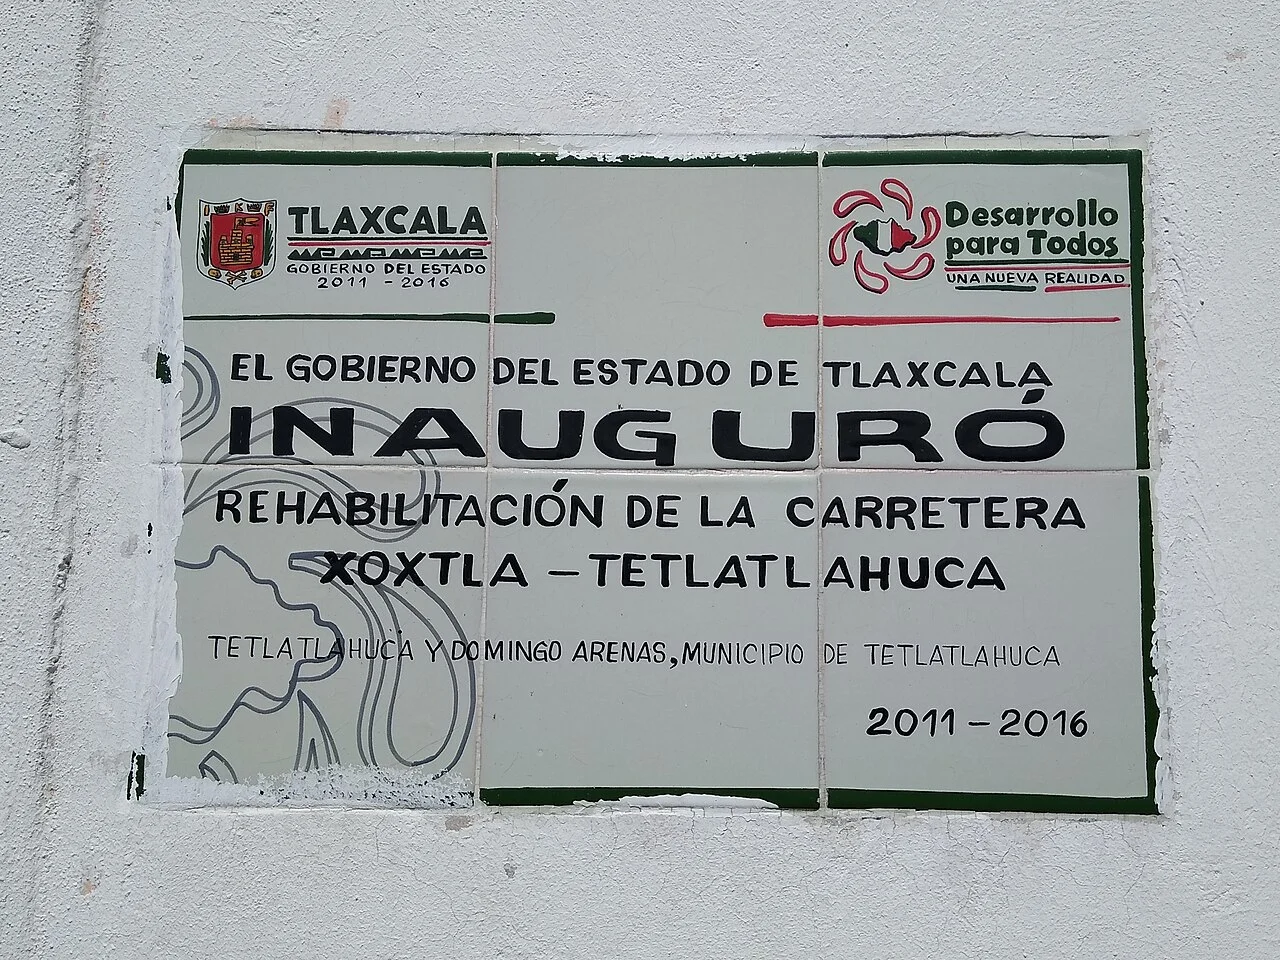 I K F
TLAXCALA
GOBIERNO DEL ESTADO
2011 - 2016
Desarrollo
para Todos
UNA NUEVA REALIDAD
EL GOBIERNO DEL ESTADO DE TLAXCALA
INAUGURÓ
REHABILITACIÓN DE LA CARRETERA
XOXTLA - TETLATLAHUCA
TETLATLAHUCA Y DOMINGO ARENAS, MUNICIPIO DE TETLATLAHUCA
2011 - 2016